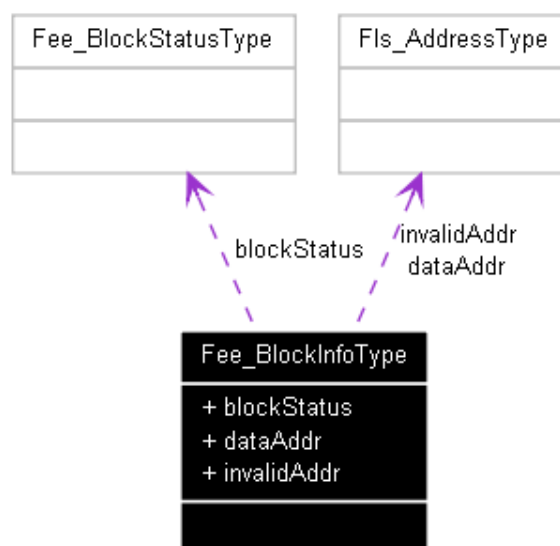 Fee_BlockStatusType
Fls_AddressType
blockStatus
invalidAddr
dataAddr
Fee_BlockInfoType
+ blockStatus
+ dataAddr
+ invalidAddr